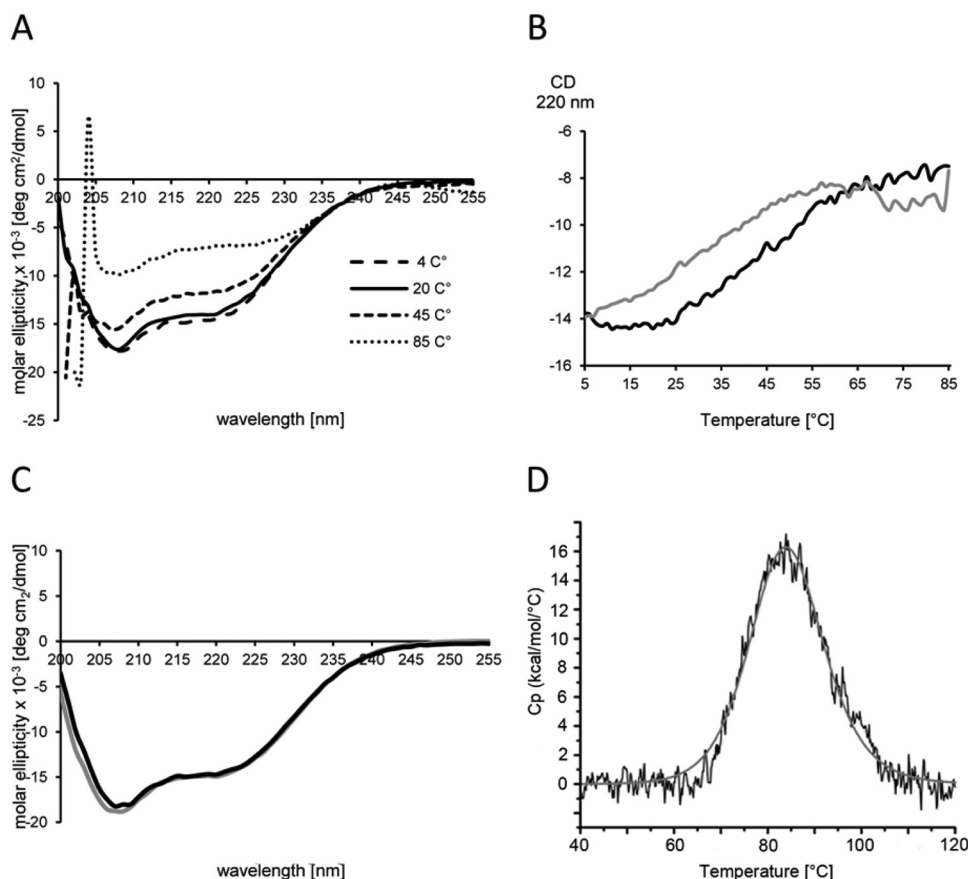 A
molar ellipticity x 10⁻³ [deg cm²/dmol]
10
5
0
-5
-10
-15
-20
-25
200 205 210 215 220 225 230 235 240 245 250 255
4 C°
20 C°
45 C°
85 C°
wavelength [nm]
B
CD
220 nm
-6
-8
-10
-12
-14
-16
5 15 25 35 45 55 65 75 85
Temperature [°C]
C
molar ellipticity x 10⁻³ [deg cm₂/dmol]
10
5
0
-5
-10
-15
-20
200 205 210 215 220 225 230 235 240 245 250 255
wavelength [nm]
D
Cp (kcal/mol/°C)
16
14
12
10
8
6
4
2
0
40 60 80 100 120
Temperature [°C]